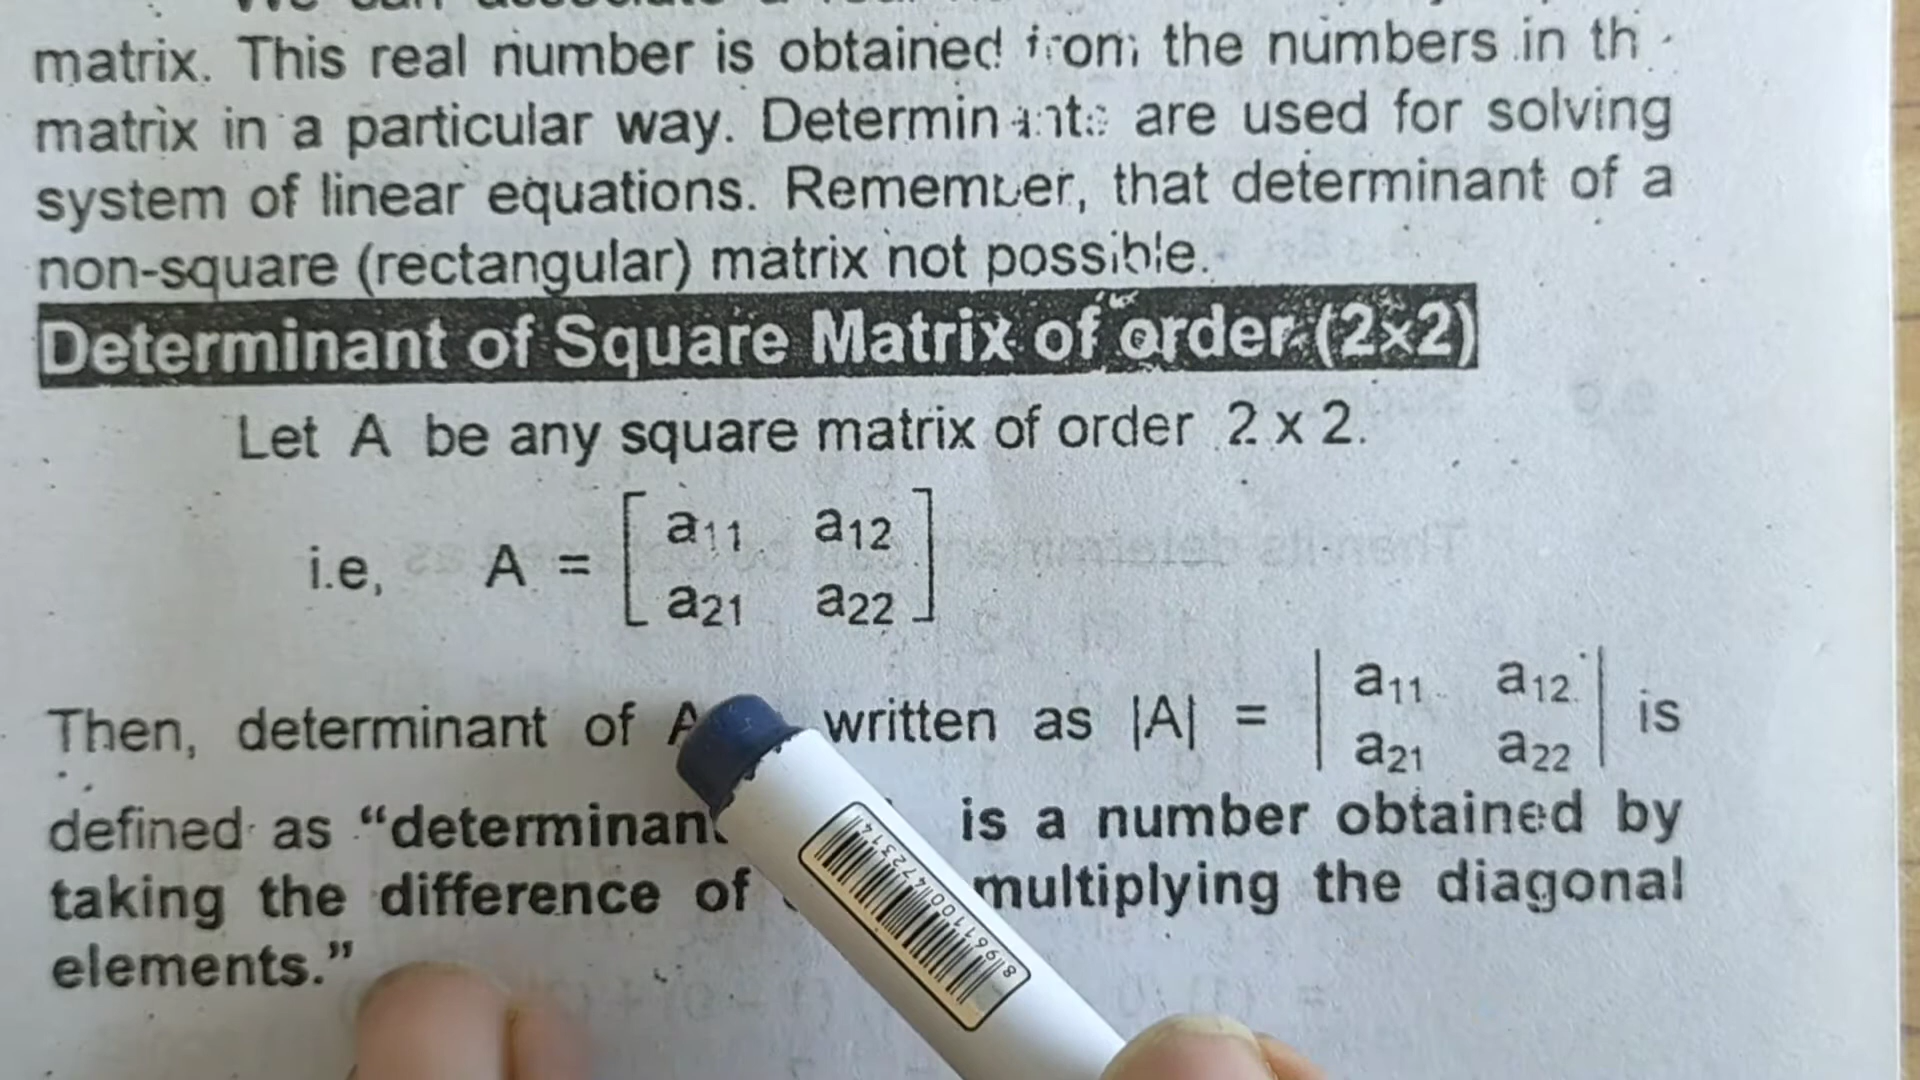 matrix. This real number is obtained from the numbers in th
matrix in a particular way. Determinants are used for solving
system of linear equations. Remember, that determinant of a
non-square (rectangular) matrix not possible.
Determinant of Square Matrix of order (2×2)
Let A be any square matrix of order 2 x 2.
i.e, A = [ a11 a12
a21 a22 ]
Then, determinant of A written as |A| = | a11 a12
a21 a22 | is
defined as “determinan is a number obtained by
taking the difference of multiplying the diagonal
elements.”